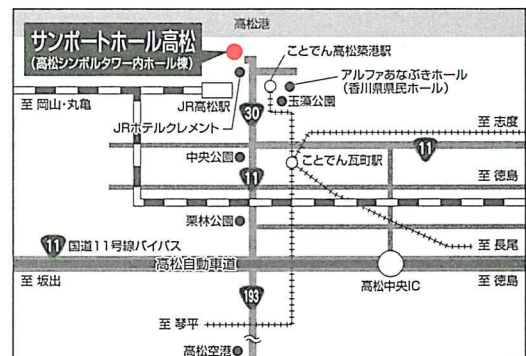 高松港
サンポートホール高松
(高松シンボルタワー内ホール棟)
ことでん高松築港駅
アルファあなぶきホール
(香川県県民ホール)
玉藻公園
至 岡山・丸亀
JR高松駅
JRホテルクレメント
30
至 志度
中央公園
ことでん瓦町駅
11
11
至 徳島
栗林公園
11
国道11号線バイパス
至 長尾
高松自動車道
至 坂出
高松中央IC
至 徳島
193
至 琴平
高松空港